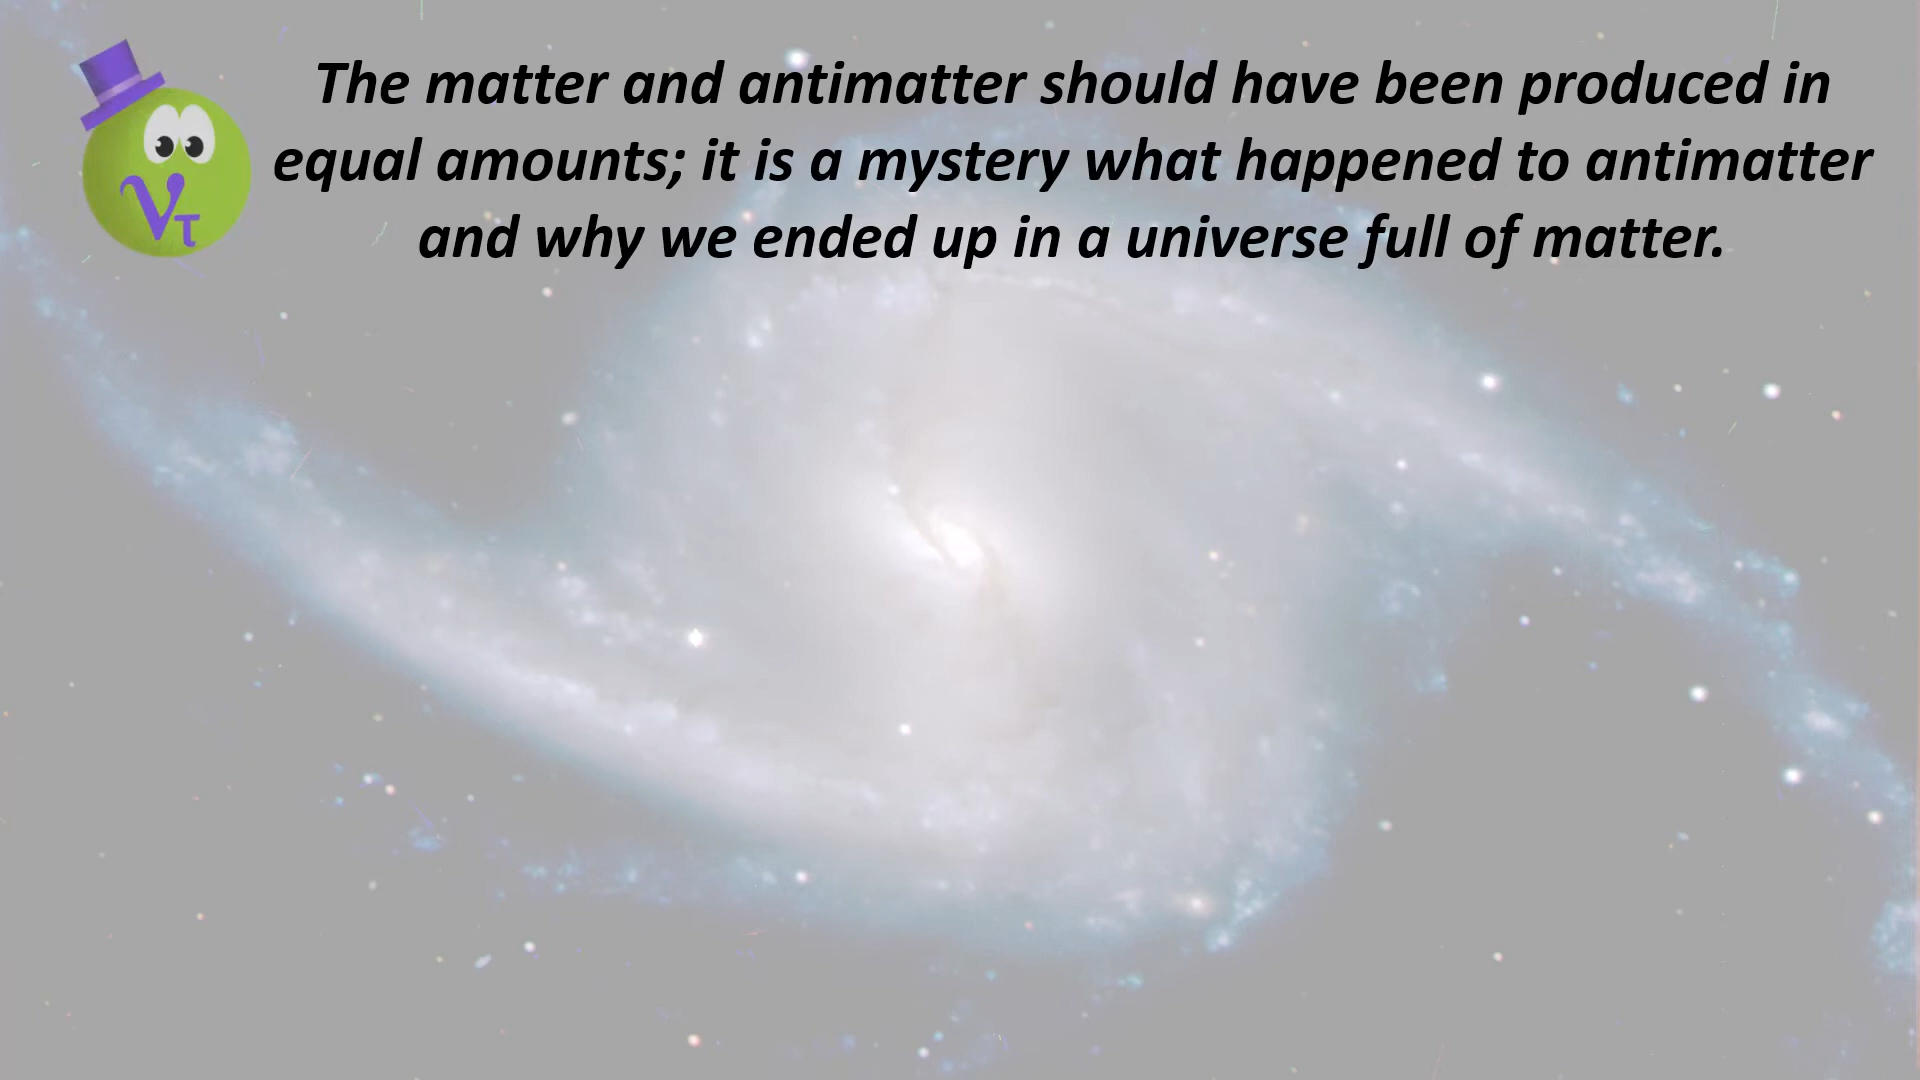 The matter and antimatter should have been produced in
equal amounts; it is a mystery what happened to antimatter
and why we ended up in a universe full of matter.
ντ